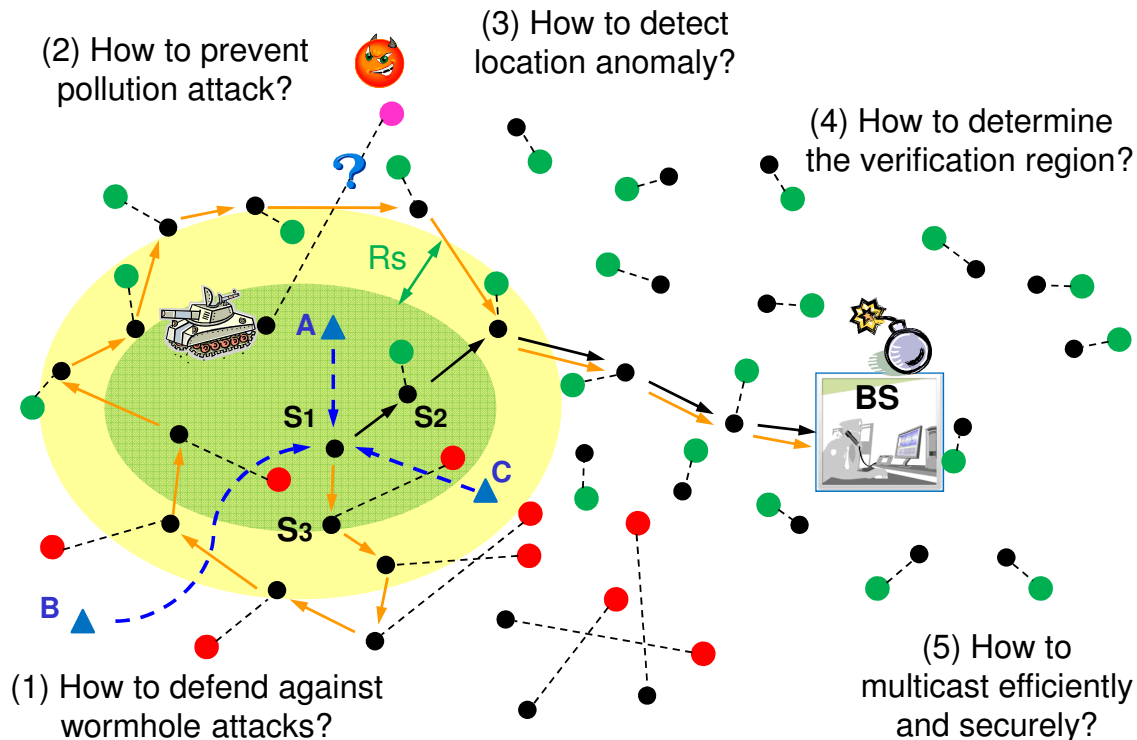 (2) How to prevent
pollution attack?
(3) How to detect
location anomaly?
(4) How to determine
the verification region?
?
Rs
A
S1
S2
BS
C
S3
B
(1) How to defend against
wormhole attacks?
(5) How to
multicast efficiently
and securely?